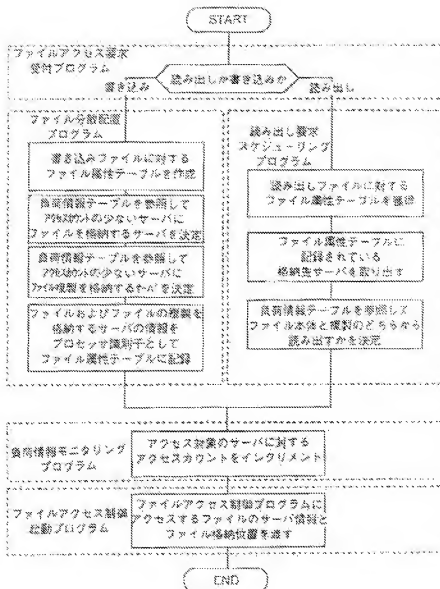 START
ファイルアクセス要求
受付プログラム
読み出しか書き込みか
書き込み
読み出し
ファイル分散配置
プログラム
書き込みファイルに対する
ファイル属性テーブルを作成
負荷情報テーブルを参照して
アクセスカウントの少ないサーバに
ファイルを格納するサーバを決定
負荷情報テーブルを参照して
アクセスカウントの少ないサーバに
ファイル複製を格納するサーバを決定
ファイルおよびファイルの複製を
格納するサーバの情報を
プロセッサ識別子として
ファイル属性テーブルに記録
読み出し要求
スケジューリング
プログラム
読み出しファイルに対する
ファイル属性テーブルを獲得
ファイル属性テーブルに
記録されている
格納先サーバを取り出す
負荷情報テーブルを参照して
ファイル本体と複製のどちらから
読み出すかを決定
負荷情報モニタリング
プログラム
アクセス対象のサーバに対する
アクセスカウントをインクリメント
ファイルアクセス制御
起動プログラム
ファイルアクセス制御プログラムに
アクセスするファイルのサーバ情報と
ファイル格納位置を渡す
END